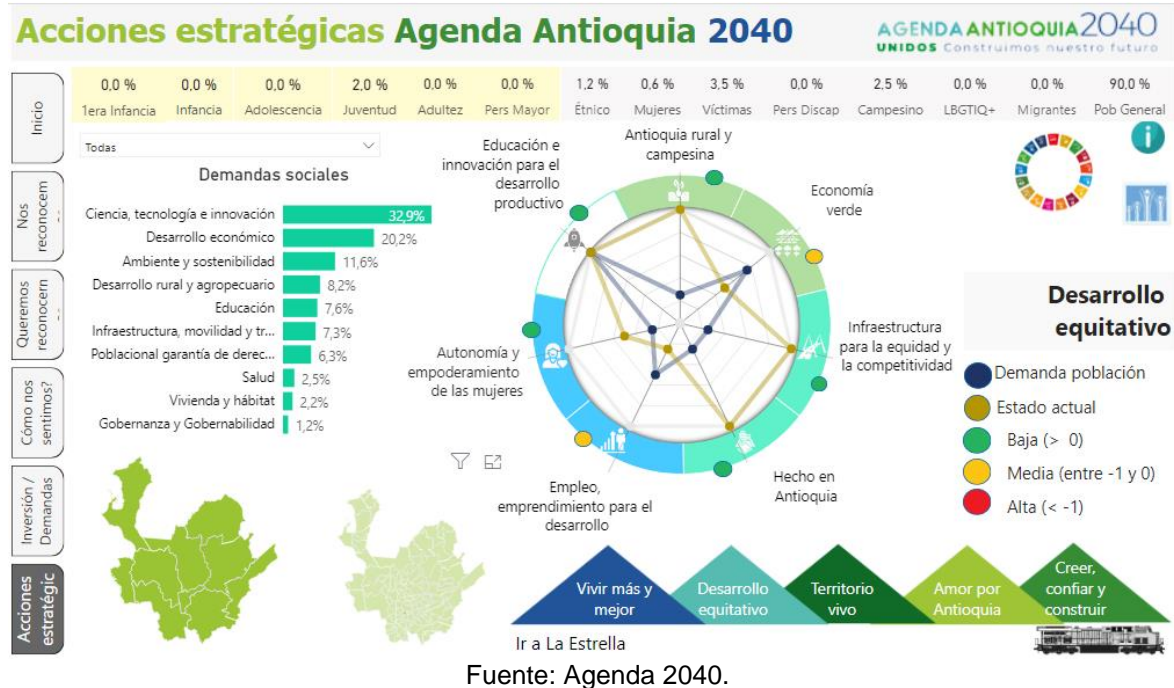 Acciones estratégicas Agenda Antioquia 2040
AGENDA ANTIOQUIA 2040
UNIDOS Construimos nuestro futuro
Inicio
Nos
reconocem
Queremos
reconocern
Cómo nos
sentimos?
Inversión /
Demandas
Acciones
estratégic
0,0 % 0,0 % 0,0 % 2,0 % 0,0 % 0,0 % 1,2 % 0,6 % 3,5 % 0,0 % 2,5 % 0,0 % 0,0 % 90,0 %
1era Infancia Infancia Adolescencia Juventud Adultez Pers Mayor Étnico Mujeres Víctimas Pers Discap Campesino LBGTIQ+ Migrantes Pob General
Todas
Demandas sociales
Ciencia, tecnología e innovación 32,9%
Desarrollo económico 20,2%
Ambiente y sostenibilidad 11,6%
Desarrollo rural y agropecuario 8,2%
Educación 7,6%
Infraestructura, movilidad y tr... 7,3%
Poblacional garantía de derec... 6,3%
Salud 2,5%
Vivienda y hábitat 2,2%
Gobernanza y Gobernabilidad 1,2%
Educación e
innovación para el
desarrollo
productivo
Antioquia rural y
campesina
Economía
verde
Infraestructura
para la equidad y
la competitividad
Hecho en
Antioquia
Empleo,
emprendimiento para el
desarrollo
Autonomía y
empoderamiento
de las mujeres
Desarrollo
equitativo
Demanda población
Estado actual
Baja (> 0)
Media (entre -1 y 0)
Alta (< -1)
Vivir más y
mejor
Desarrollo
equitativo
Territorio
vivo
Amor por
Antioquia
Creer,
confiar y
construir
Ir a La Estrella
Fuente: Agenda 2040.